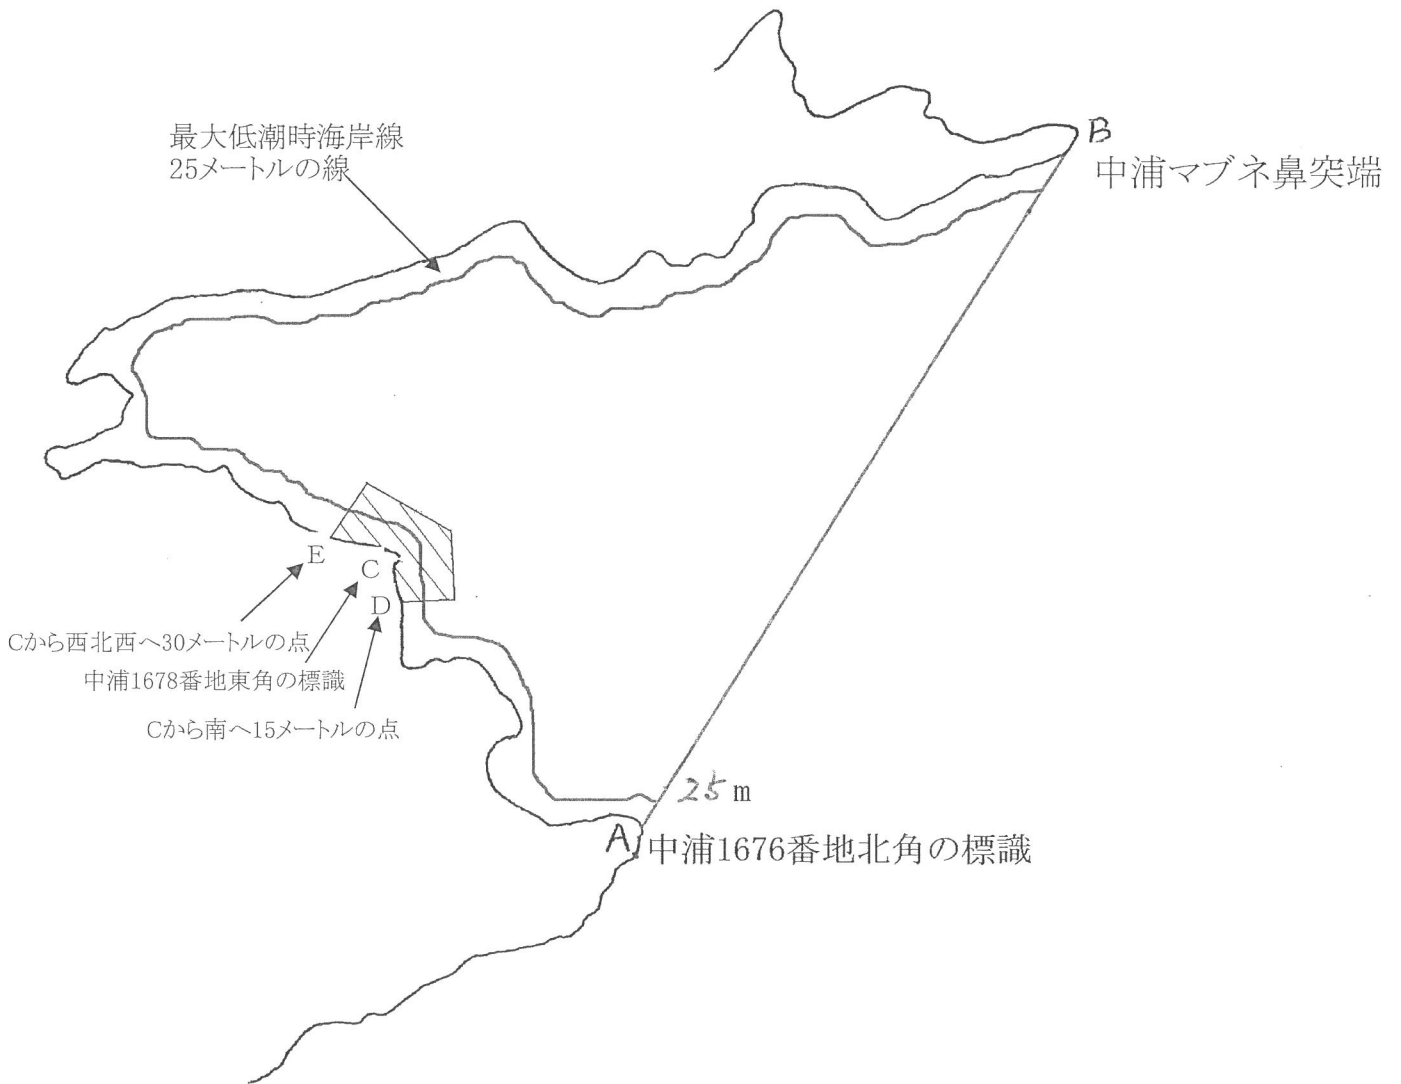 B
中浦マブネ鼻突端
最大低潮時海岸線
25メートルの線
E
C
D
Cから西北西へ30メートルの点
中浦1678番地東角の標識
Cから南へ15メートルの点
25m
A
中浦1676番地北角の標識